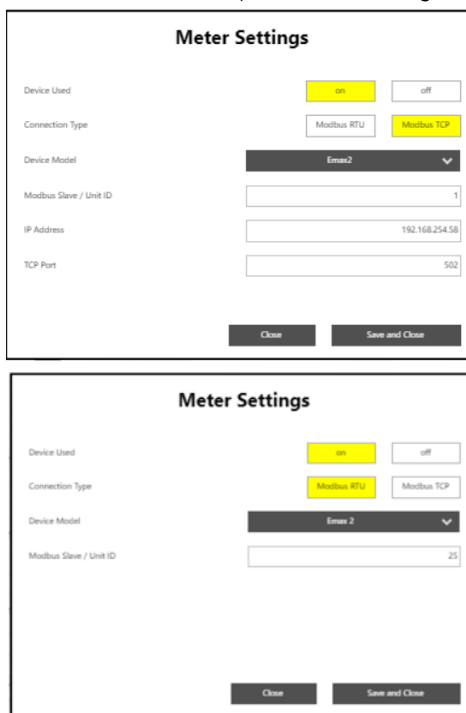 Meter Settings
Device Used on off
Connection Type Modbus RTU Modbus TCP
Device Model Emax2
Modbus Slave / Unit ID 1
IP Address 192.168.254.58
TCP Port 502
Close Save and Close
Meter Settings
Device Used on off
Connection Type Modbus RTU Modbus TCP
Device Model Emax 2
Modbus Slave / Unit ID 25
Close Save and Close